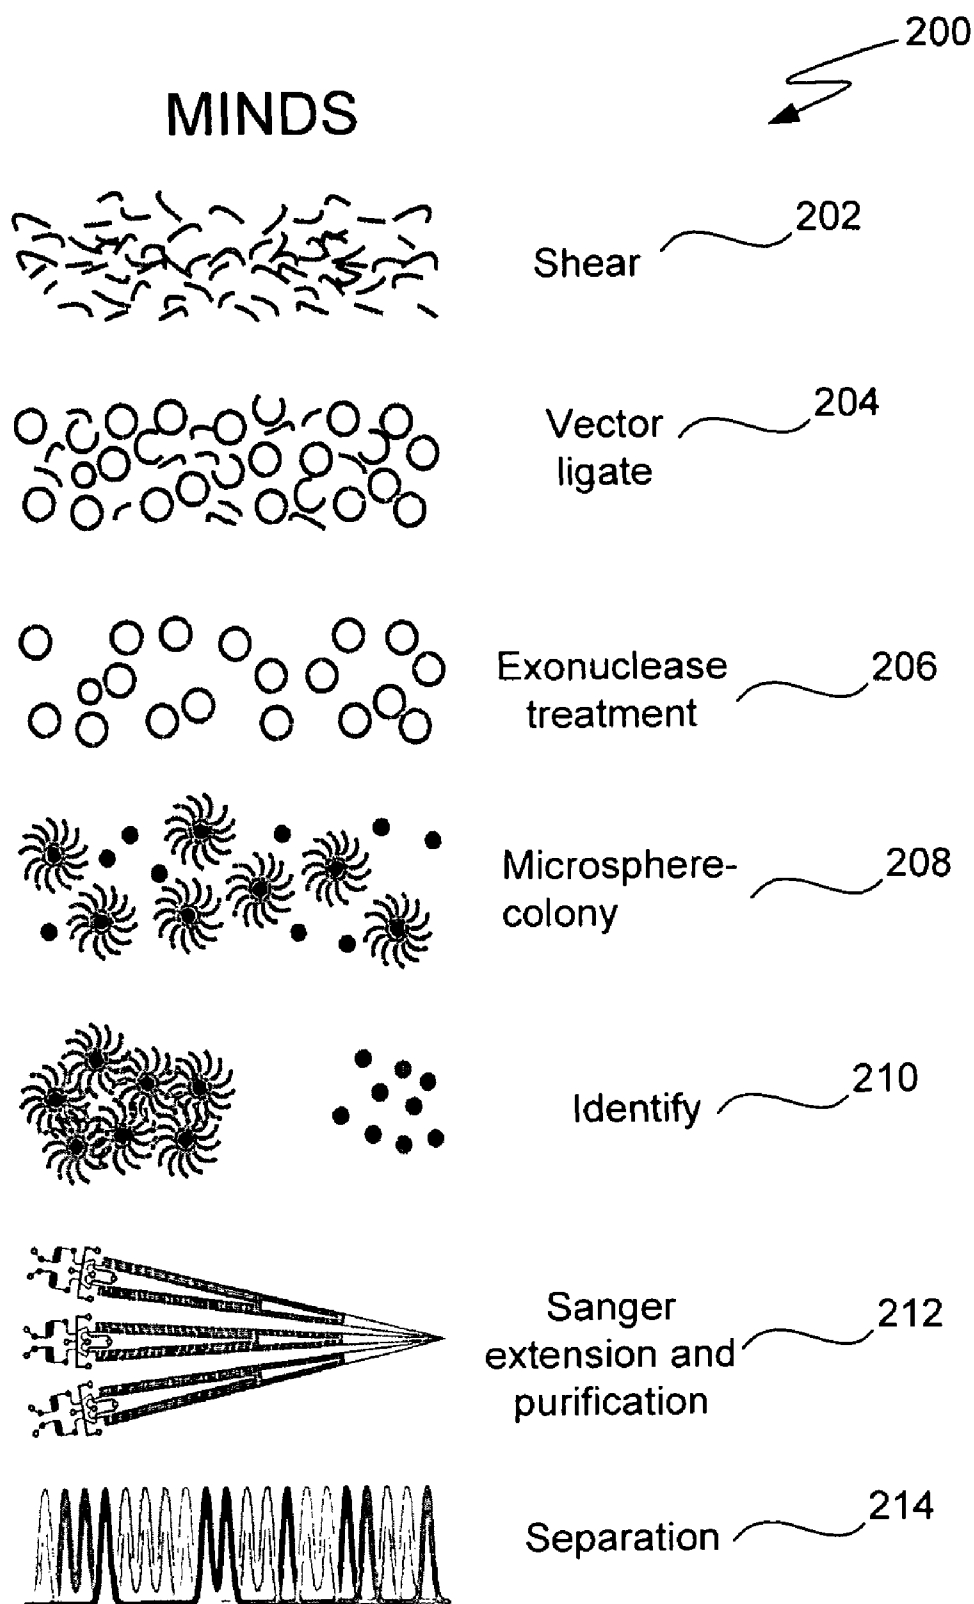 200
MINDS
Shear
202
Vector
ligate
204
Exonuclease
treatment
206
Microsphere-
colony
208
Identify
210
Sanger
extension and
purification
212
Separation
214